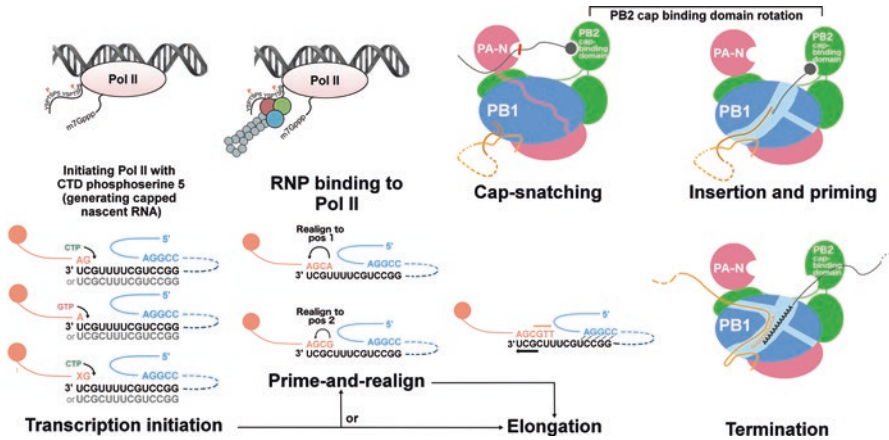 PB2 cap binding domain rotation
Pol II
YSPTSPS YSPTSPS
m7Gppp
Initiating Pol II with
CTD phosphoserine 5
(generating capped
nascent RNA)
Pol II
m7Gppp
RNP binding to
Pol II
PA-N
PB2
cap-
binding
domain
PB1
Cap-snatching
PA-N
PB2
cap-
binding
domain
PB1
Insertion and priming
5'
CTP
AG
AGGCC
3' UCGUUUUCGUCCGG
or UCGUUUUCGUCCGG
5'
GTP
A
AGGCC
3' UCGUUUUCGUCCGG
or UCGUUUUCGUCCGG
5'
CTP
XG
AGGCC
3' UCGUUUUCGUCCGG
or UCGUUUUCGUCCGG
Transcription initiation
Realign to
pos 1
5'
AGCA
AGGCC
3' UCGUUUUCGUCCGG
Realign to
pos 2
5'
AGCG
AGGCC
3' UCGCUUUCGUCCGG
Prime-and-realign
or
5'
AGCGTT
AGGCC
3' UCGCUUUCGUCCGG
Elongation
PA-N
PB2
cap-
binding
domain
PB1
Termination